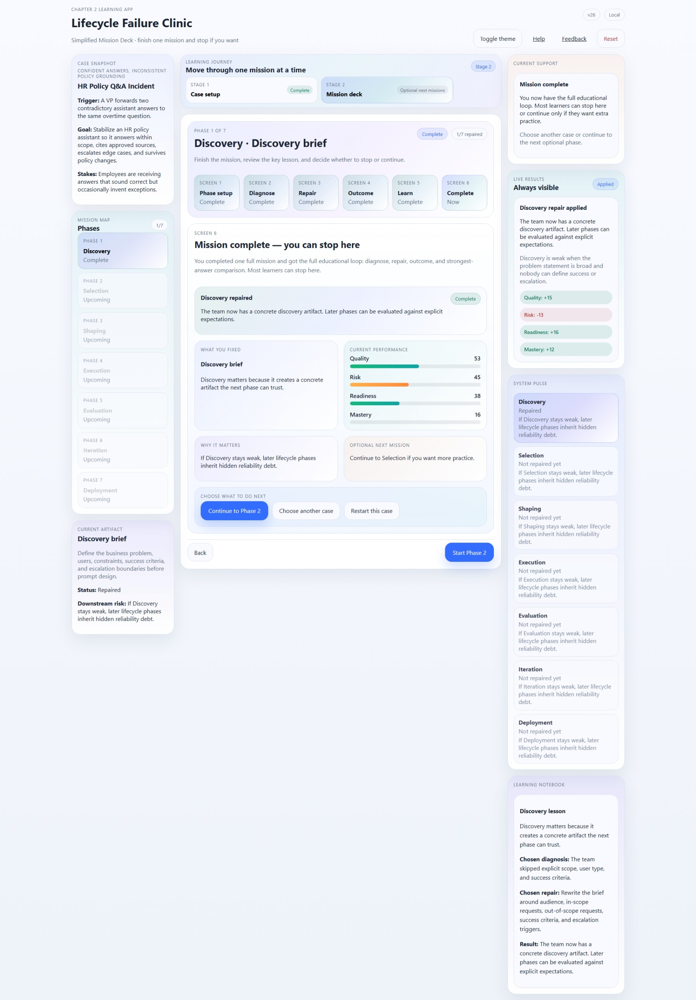 CHAPTER 2 LEARNING APP
Lifecycle Failure Clinic
Simplified Mission Deck · finish one mission and stop if you want
v26
Local
Toggle theme
Help
Feedback
Reset
CASE SNAPSHOT
CONFIDENT ANSWERS, INCONSISTENT
POLICY GROUNDING
HR Policy Q&A Incident
Trigger: A VP forwards two
contradictory assistant answers to
the same overtime question.
Goal: Stabilize an HR policy
assistant so it answers within
scope, cites approved sources,
escalates edge cases, and survives
policy changes.
Stakes: Employees are receiving
answers that sound correct but
occasionally invent exceptions.
MISSION MAP
Phases
1/7
PHASE 1
Discovery
Complete
PHASE 2
Selection
Upcoming
PHASE 3
Shaping
Upcoming
PHASE 4
Execution
Upcoming
PHASE 5
Evaluation
Upcoming
PHASE 6
Iteration
Upcoming
PHASE 7
Deployment
Upcoming
CURRENT ARTIFACT
Discovery brief
Define the business problem,
users, constraints, success criteria,
and escalation boundaries before
prompt design.
Status: Repaired
Downstream risk: If Discovery
stays weak, later lifecycle phases
inherit hidden reliability debt.
LEARNING JOURNEY
Move through one mission at a time
Stage 2
STAGE 1
Case setup
Complete
STAGE 2
Mission deck
Optional next missions
PHASE 1 OF 7
Discovery · Discovery brief
Complete
1/7 repaired
Finish the mission, review the key lesson, and decide whether to stop or continue.
SCREEN 1
Phase setup
Complete
SCREEN 2
Diagnose
Complete
SCREEN 3
Repair
Complete
SCREEN 4
Outcome
Complete
SCREEN 5
Learn
Complete
SCREEN 6
Complete
Now
SCREEN 6
Mission complete — you can stop here
You completed one full mission and got the full educational loop: diagnose, repair, outcome, and strongest-
answer comparison. Most learners can stop here.
Discovery repaired
Complete
The team now has a concrete discovery artifact. Later phases can be evaluated against explicit
expectations.
WHAT YOU FIXED
Discovery brief
Discovery matters because it creates a concrete
artifact the next phase can trust.
CURRENT PERFORMANCE
Quality 53
Risk 45
Readiness 38
Mastery 16
WHY IT MATTERS
If Discovery stays weak, later lifecycle phases
inherit hidden reliability debt.
OPTIONAL NEXT MISSION
Continue to Selection if you want more practice.
CHOOSE WHAT TO DO NEXT
Continue to Phase 2
Choose another case
Restart this case
Back
Start Phase 2
CURRENT SUPPORT
Mission complete
You now have the full educational
loop. Most learners can stop here
or continue only if they want extra
practice.
Choose another case or continue to
the next optional phase.
LIVE RESULTS
Always visible
Applied
Discovery repair applied
The team now has a concrete
discovery artifact. Later phases can
be evaluated against explicit
expectations.
Discovery is weak when the
problem statement is broad and
nobody can define success or
escalation.
Quality: +15
Risk: -13
Readiness: +16
Mastery: +12
SYSTEM PULSE
Discovery
Repaired
If Discovery stays weak, later
lifecycle phases inherit hidden
reliability debt.
Selection
Not repaired yet
If Selection stays weak, later lifecycle
phases inherit hidden reliability
debt.
Shaping
Not repaired yet
If Shaping stays weak, later lifecycle
phases inherit hidden reliability
debt.
Execution
Not repaired yet
If Execution stays weak, later
lifecycle phases inherit hidden
reliability debt.
Evaluation
Not repaired yet
If Evaluation stays weak, later
lifecycle phases inherit hidden
reliability debt.
Iteration
Not repaired yet
If Iteration stays weak, later lifecycle
phases inherit hidden reliability
debt.
Deployment
Not repaired yet
If Deployment stays weak, later
lifecycle phases inherit hidden
reliability debt.
LEARNING NOTEBOOK
Discovery lesson
Discovery matters because it
creates a concrete artifact the next
phase can trust.
Chosen diagnosis: The team
skipped explicit scope, user type,
and success criteria.
Chosen repair: Rewrite the brief
around audience, in-scope
requests, out-of-scope requests,
success criteria, and escalation
triggers.
Result: The team now has a
concrete discovery artifact. Later
phases can be evaluated against
explicit expectations.